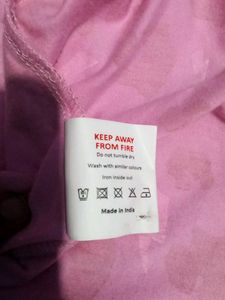 KEEP AWAY
FROM FIRE
Do not tumble dry
Wash with similar colours
Iron inside out
Made in India